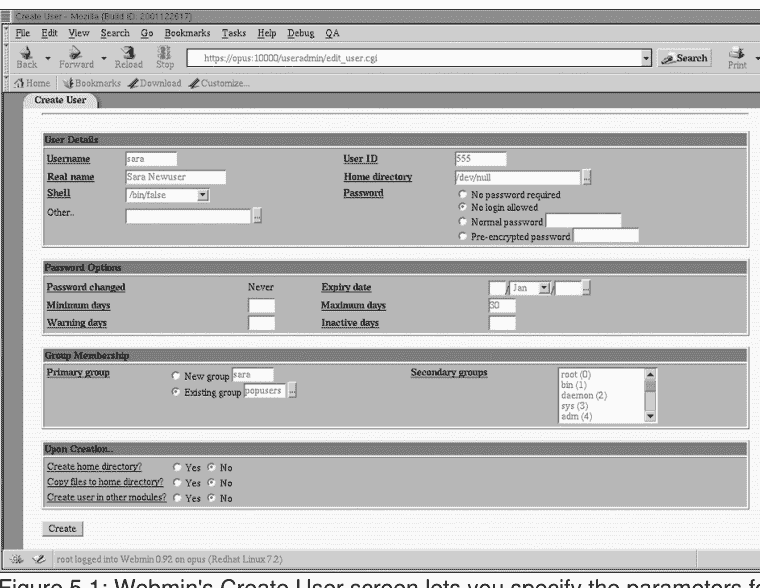 Create User - Mozilla {Build ID: 2001122617}
File Edit View Search Go Bookmarks Tasks Help Debug QA
Back Forward Reload Stop https://opus:10000/useradmin/edit_user.cgi Search Print
Home Bookmarks Download Customize...
Create User
User Details
Username sara User ID 555
Real name Sara Newuser Home directory /dev/null ...
Shell /bin/false Password No password required
No login allowed
Other.. ... Normal password
Pre-encrypted password
Password Options
Password changed Never Expiry date / Jan / ...
Minimum days Maximum days 30
Warning days Inactive days
Group Membership
Primary group New group sara Secondary groups root (0)
Existing group popusers ... bin (1)
daemon (2)
sys (3)
adm (4)
Upon Creation..
Create home directory? Yes No
Copy files to home directory? Yes No
Create user in other modules? Yes No
Create
root logged into Webmin 0.92 on opus (Redhat Linux 7.2)
Figure 5-1: Webmin's Create User screen lets you specify the parameters fo